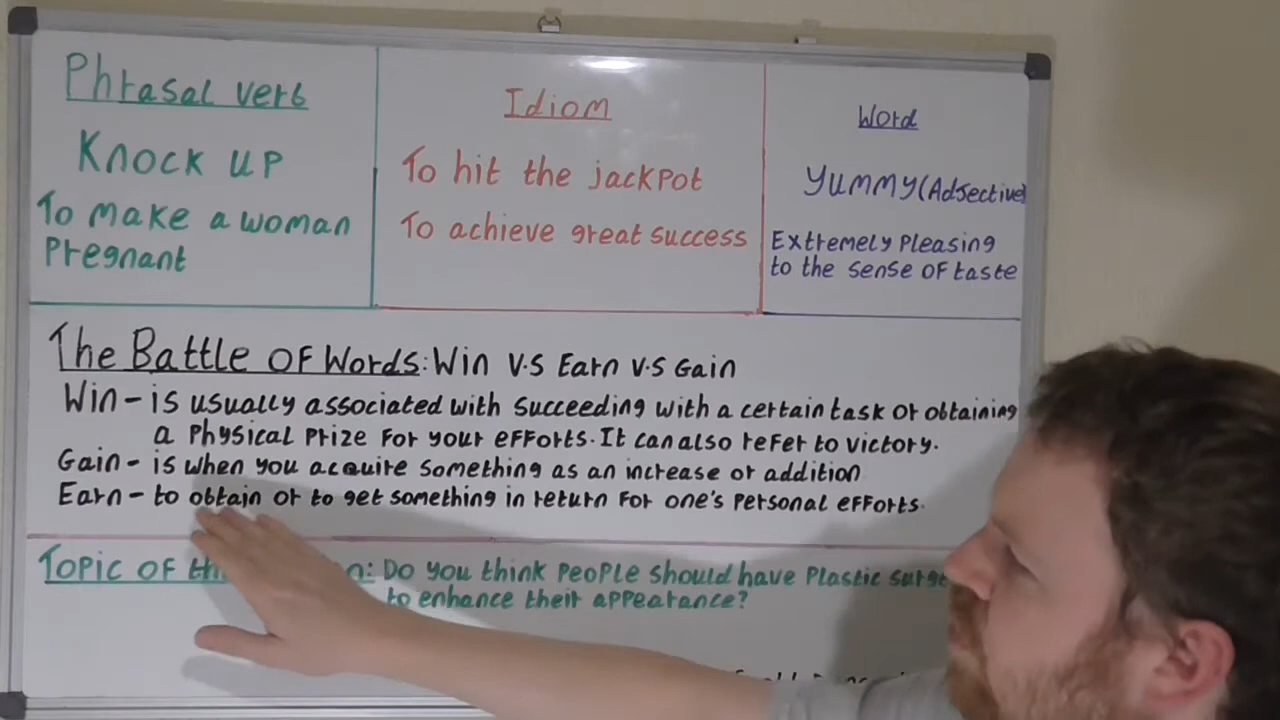 Phrasal verb
Knock up
To make a woman
Pregnant
Idiom
To hit the jackpot
To achieve great success
Word
Yummy(Adjective)
Extremely Pleasing
to the sense of taste
The Battle of Words: Win V.S Earn V.S Gain
Win - is usually associated with succeeding with a certain task or obtaining
a Physical Prize for your efforts. It can also refer to victory.
Gain - is when you acquire something as an increase or addition
Earn - to obtain or to get something in return for one's personal efforts.
Topic of Do you think people should have Plastic
to enhance their appearance?